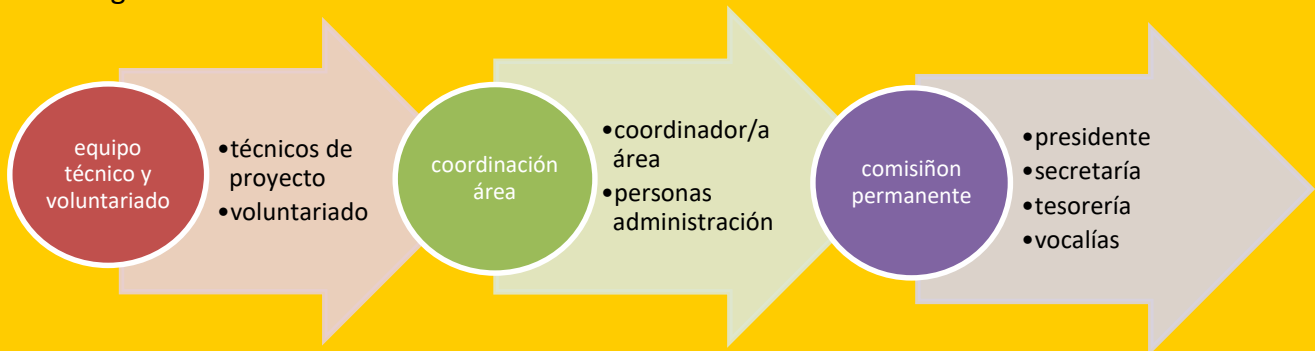 equipo
técnico y
voluntariado
•técnicos de
proyecto
•voluntariado
coordinación
área
•coordinador/a
área
•personas
administración
comisiñon
permanente
•presidente
•secretaría
•tesorería
•vocalías